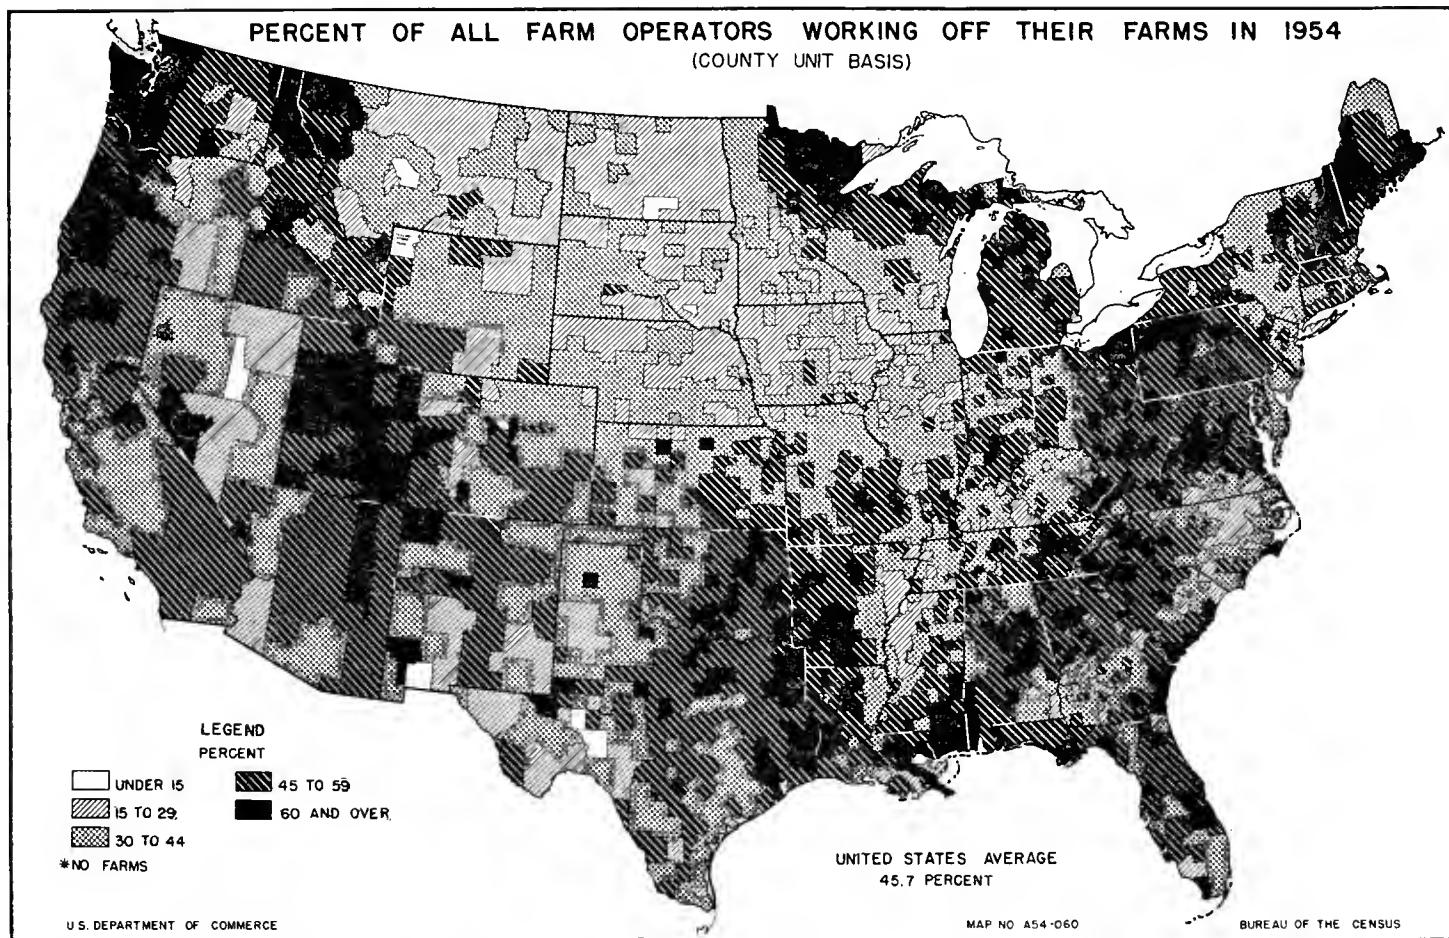 PERCENT OF ALL FARM OPERATORS WORKING OFF THEIR FARMS IN 1954
(COUNTY UNIT BASIS)
LEGEND
PERCENT
UNDER 15
45 TO 59
15 TO 29
60 AND OVER
30 TO 44
*NO FARMS
UNITED STATES AVERAGE
45.7 PERCENT
U.S. DEPARTMENT OF COMMERCE
MAP NO A54-060
BUREAU OF THE CENSUS